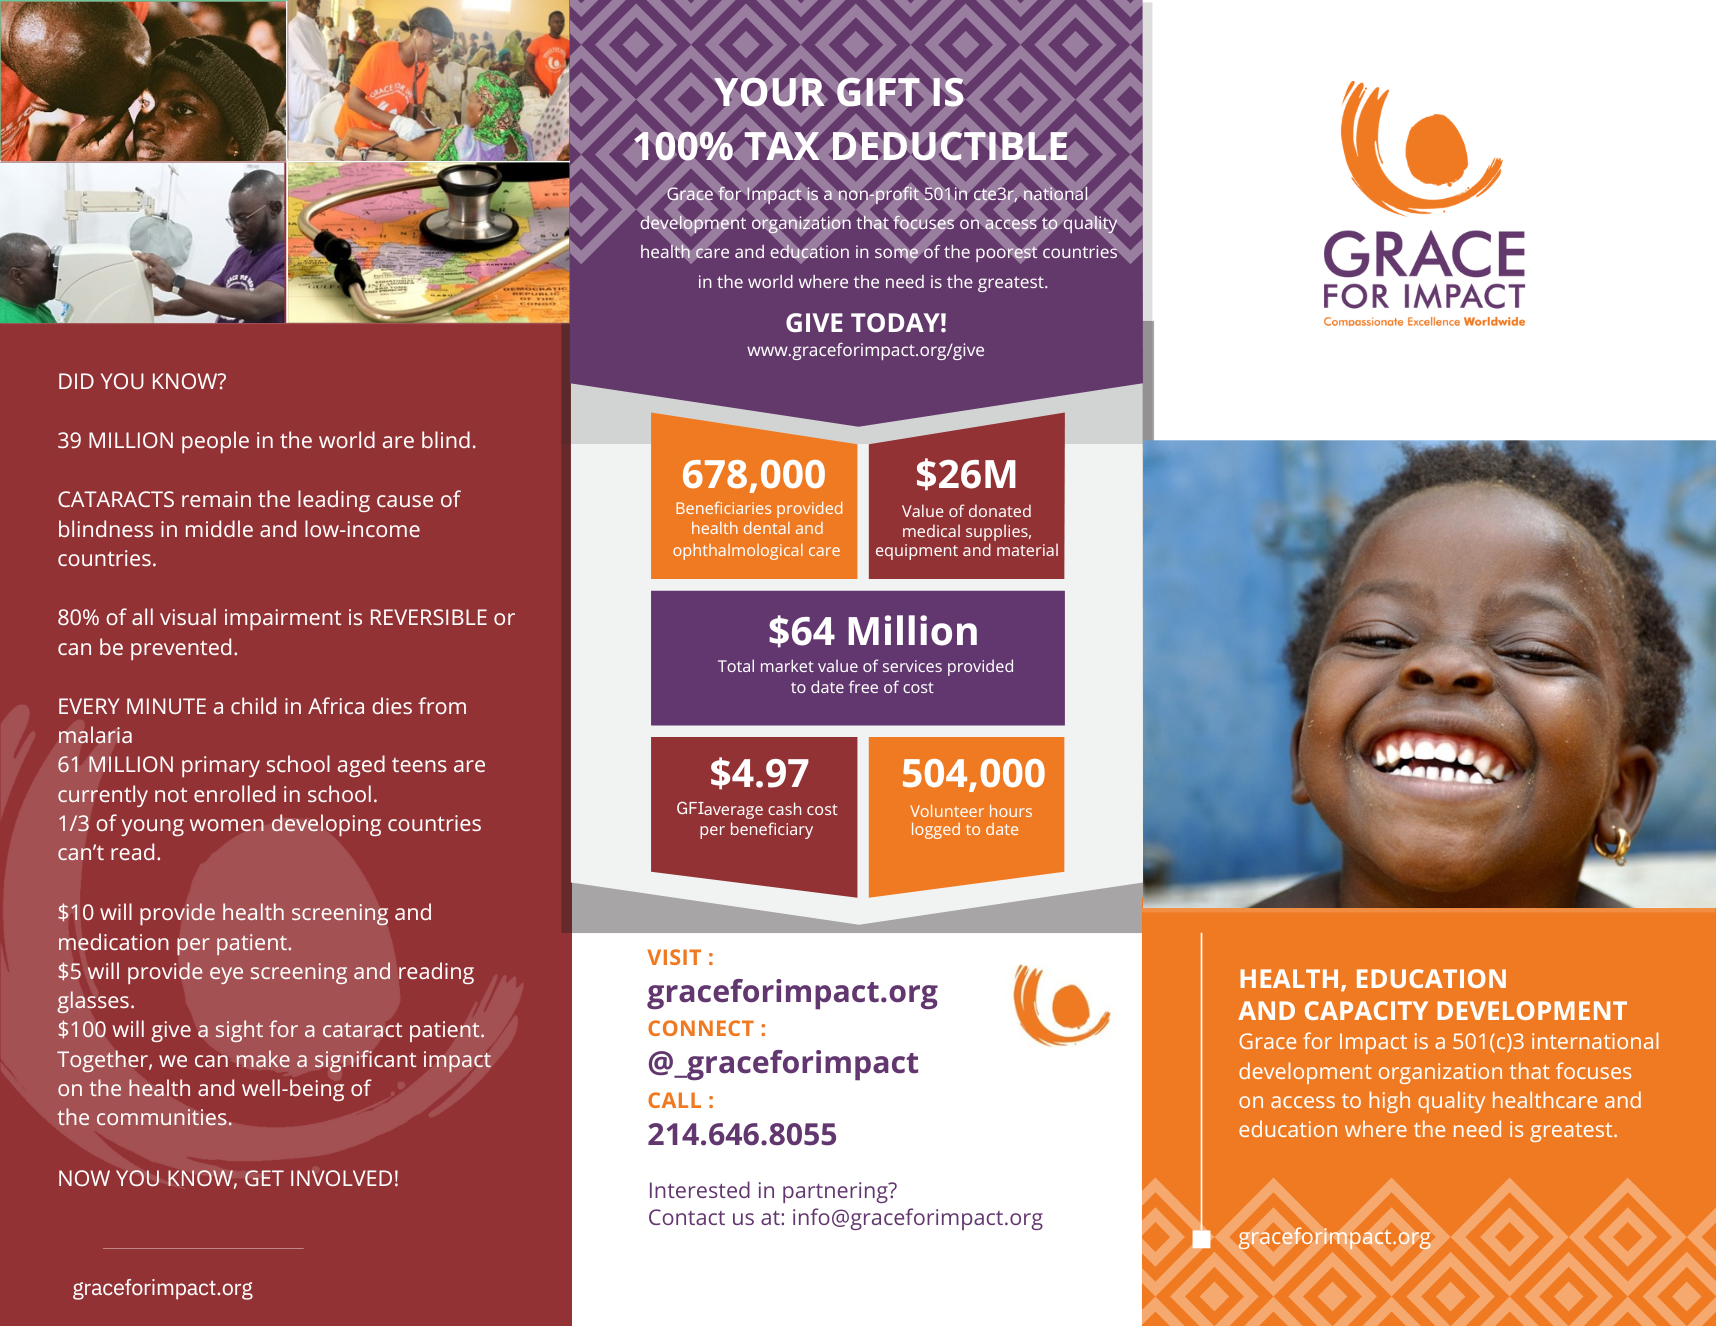 DID YOU KNOW?
39 MILLION people in the world are blind.
CATARACTS remain the leading cause of
blindness in middle and low-income
countries.
80% of all visual impairment is REVERSIBLE or
can be prevented.
EVERY MINUTE a child in Africa dies from
malaria
61 MILLION primary school aged teens are
currently not enrolled in school.
1/3 of young women developing countries
can’t read.
$10 will provide health screening and
medication per patient.
$5 will provide eye screening and reading
glasses.
$100 will give a sight for a cataract patient.
Together, we can make a significant impact
on the health and well-being of
the communities.
NOW YOU KNOW, GET INVOLVED!
graceforimpact.org
YOUR GIFT IS
100% TAX DEDUCTIBLE
Grace for Impact is a non-profit 501in cte3r, national
development organization that focuses on access to quality
health care and education in some of the poorest countries
in the world where the need is the greatest.
GIVE TODAY!
www.graceforimpact.org/give
678,000
Beneficiaries provided
health dental and
ophthalmological care
$26M
Value of donated
medical supplies,
equipment and material
$64 Million
Total market value of services provided
to date free of cost
$4.97
GFIaverage cash cost
per beneficiary
504,000
Volunteer hours
logged to date
VISIT :
graceforimpact.org
CONNECT :
@_graceforimpact
CALL :
214.646.8055
Interested in partnering?
Contact us at: info@graceforimpact.org
GRACE
FOR IMPACT
Compassionate Excellence Worldwide
HEALTH, EDUCATION
AND CAPACITY DEVELOPMENT
Grace for Impact is a 501(c)3 international
development organization that focuses
on access to high quality healthcare and
education where the need is greatest.
graceforimpact.org